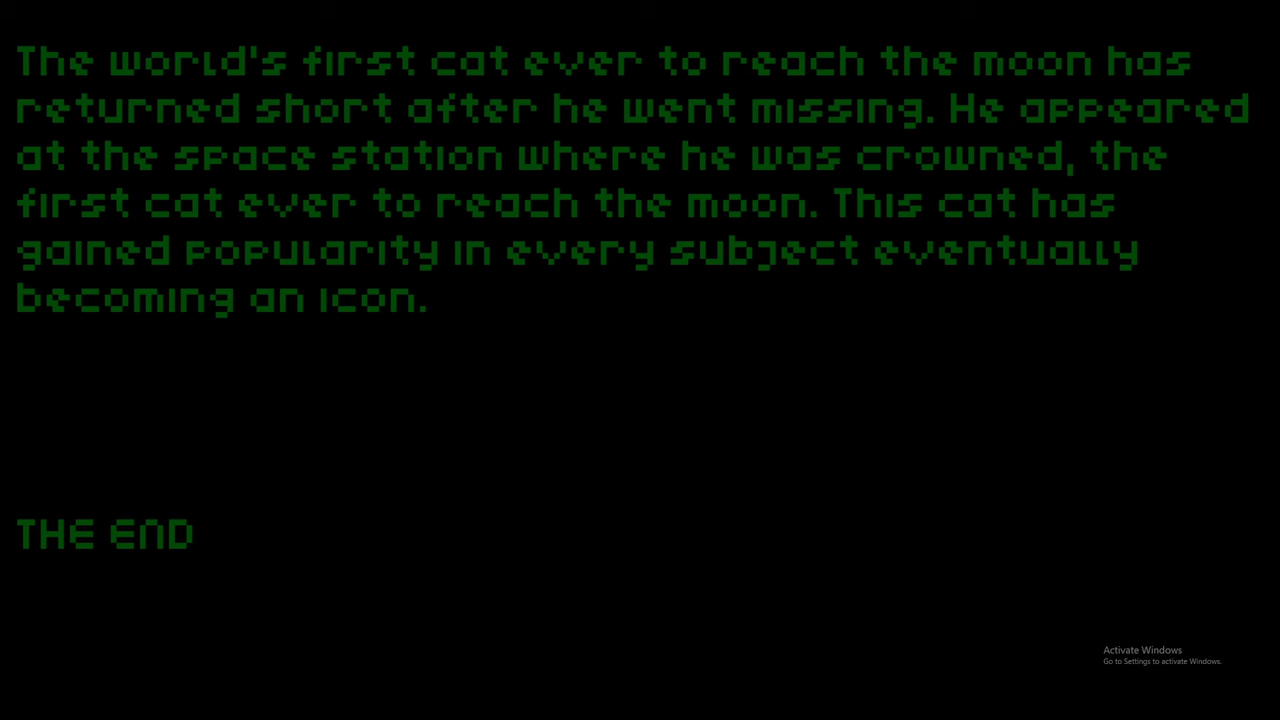 The world's first cat ever to reach the moon has
returned short after he went missing. He appeared
at the space station where he was crowned, the
first cat ever to reach the moon. This cat has
gained popularity in every subject eventually
becoming an icon.
THE END
Activate Windows
Go to Settings to activate Windows.